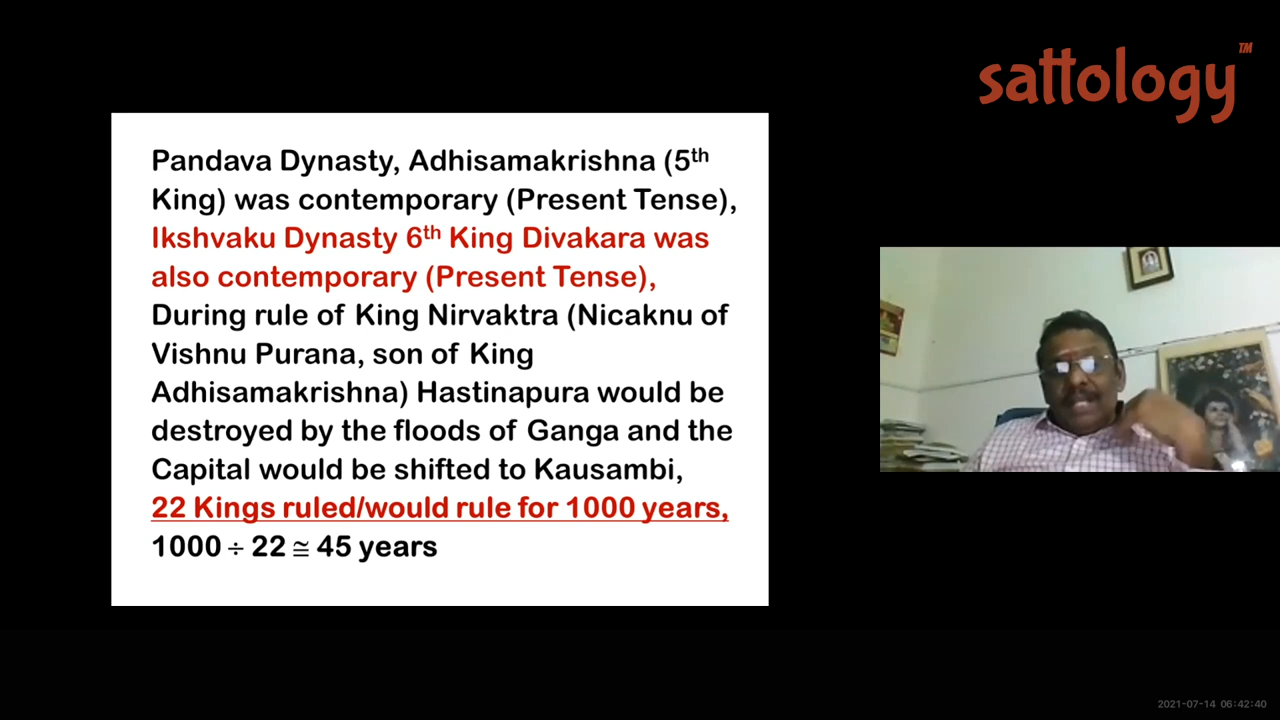 sattology™
Pandava Dynasty, Adhisamakrishna (5th
King) was contemporary (Present Tense),
Ikshvaku Dynasty 6th King Divakara was
also contemporary (Present Tense),
During rule of King Nirvaktra (Nicaknu of
Vishnu Purana, son of King
Adhisamakrishna) Hastinapura would be
destroyed by the floods of Ganga and the
Capital would be shifted to Kausambi,
22 Kings ruled/would rule for 1000 years,
1000 ÷ 22 ≅ 45 years
2021-07-14 06:42:40